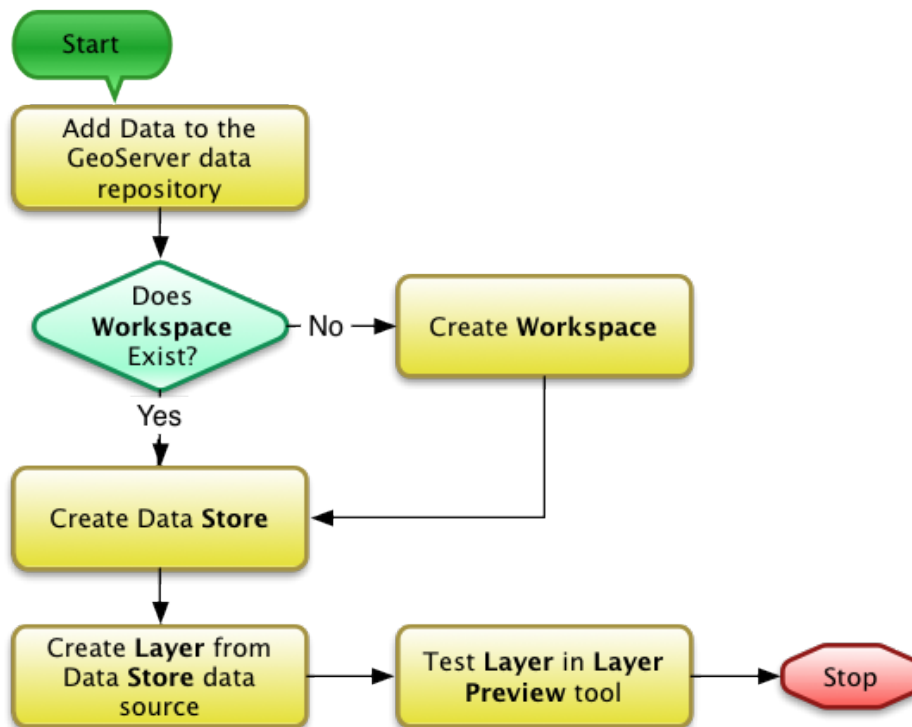 Start
Add Data to the
GeoServer data
repository
Does
Workspace
Exist?
No
Create Workspace
Yes
Create Data Store
Create Layer from
Data Store data
source
Test Layer in Layer
Preview tool
Stop